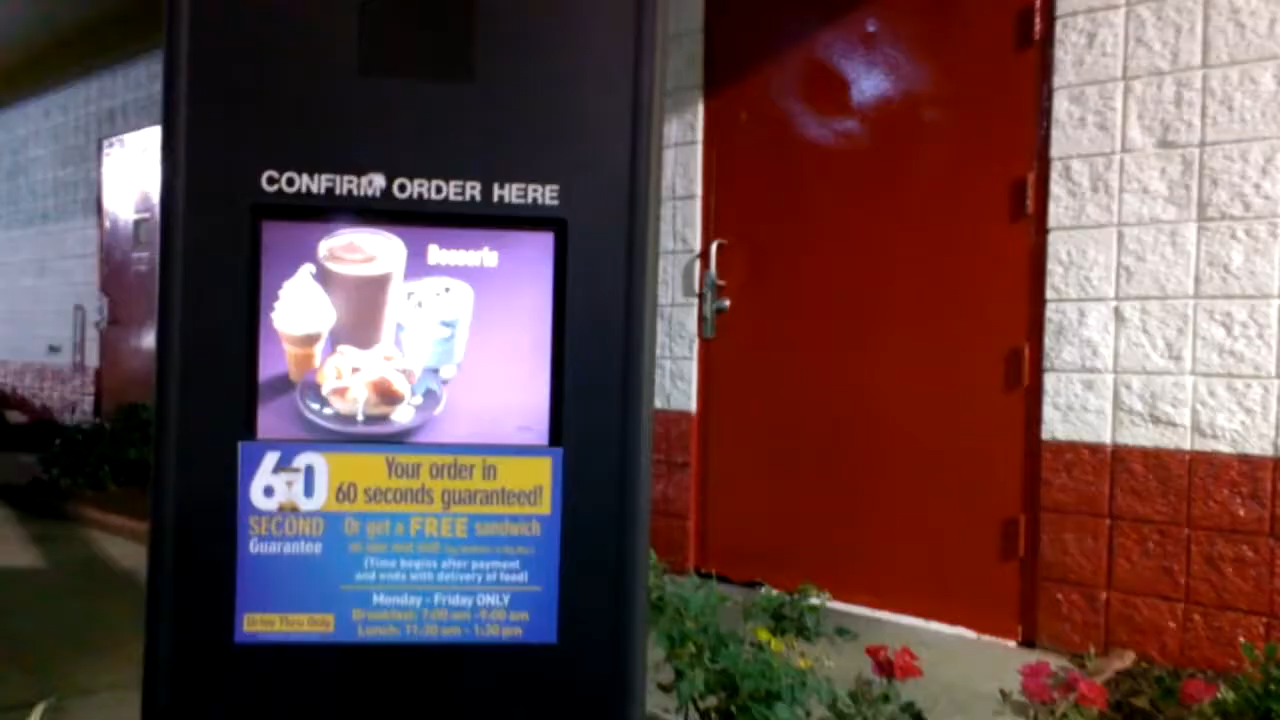 CONFIRM ORDER HERE
Desserts
60
SECOND
Guarantee
Your order in
60 seconds guaranteed!
Or get a FREE sandwich
(Time begins after payment
and ends with delivery of food)
Monday - Friday ONLY
Breakfast: 7:00 am - 9:00 am
Lunch: 11:30 am - 1:30 pm
Drive Thru Only